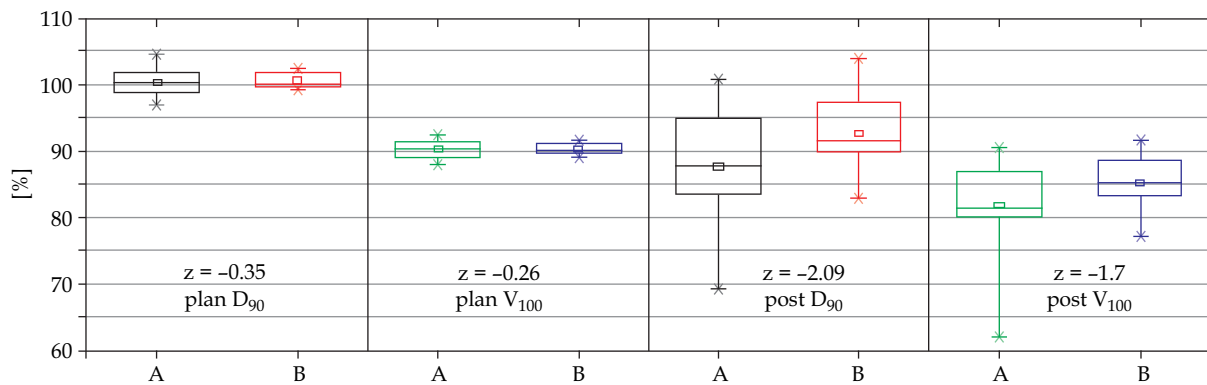 110
100
90
80
70
60
[%]
z = –0.35
plan D90
z = –0.26
plan V100
z = –2.09
post D90
z = –1.7
post V100
A
B
A
B
A
B
A
B